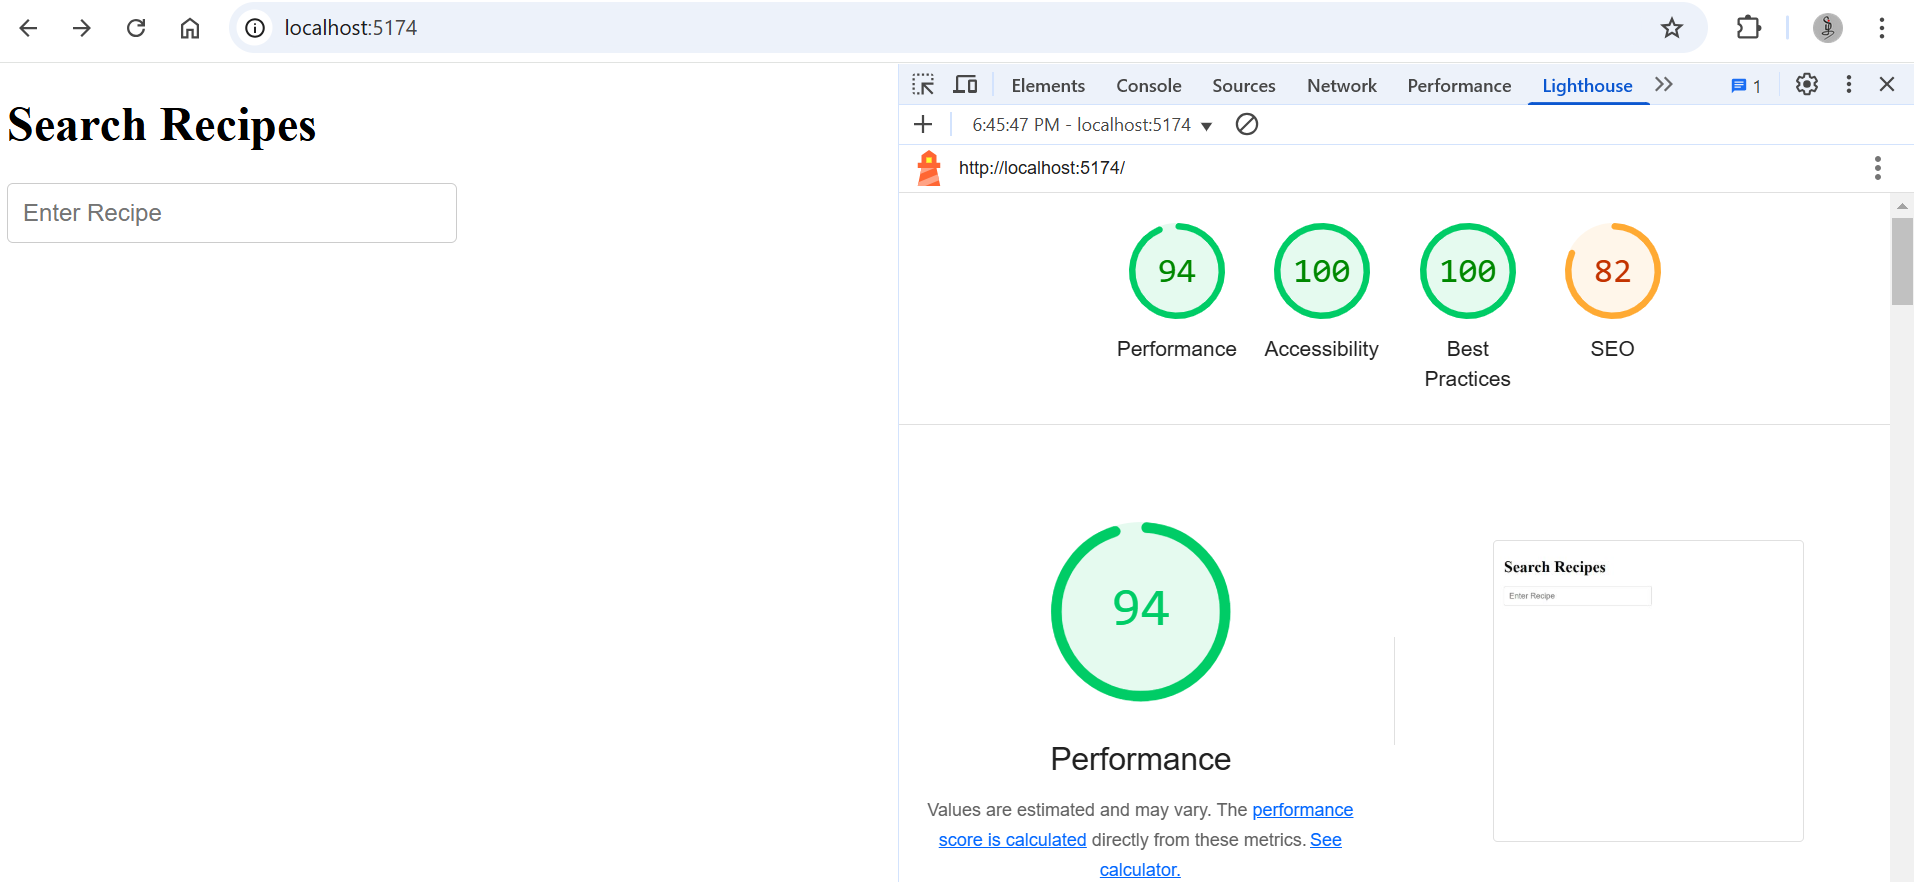 localhost:5174
Search Recipes
Enter Recipe
Elements Console Sources Network Performance Lighthouse 1
6:45:47 PM - localhost:5174
http://localhost:5174/
94 100 100 82
Performance Accessibility Best Practices SEO
94
Performance
Values are estimated and may vary. The performance
score is calculated directly from these metrics. See
calculator.
Search Recipes
Enter Recipe